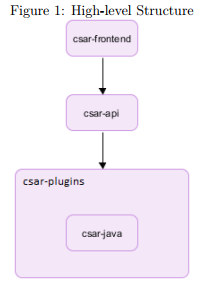 Figure 1: High-level Structure
csar-frontend
csar-api
csar-plugins
csar-java